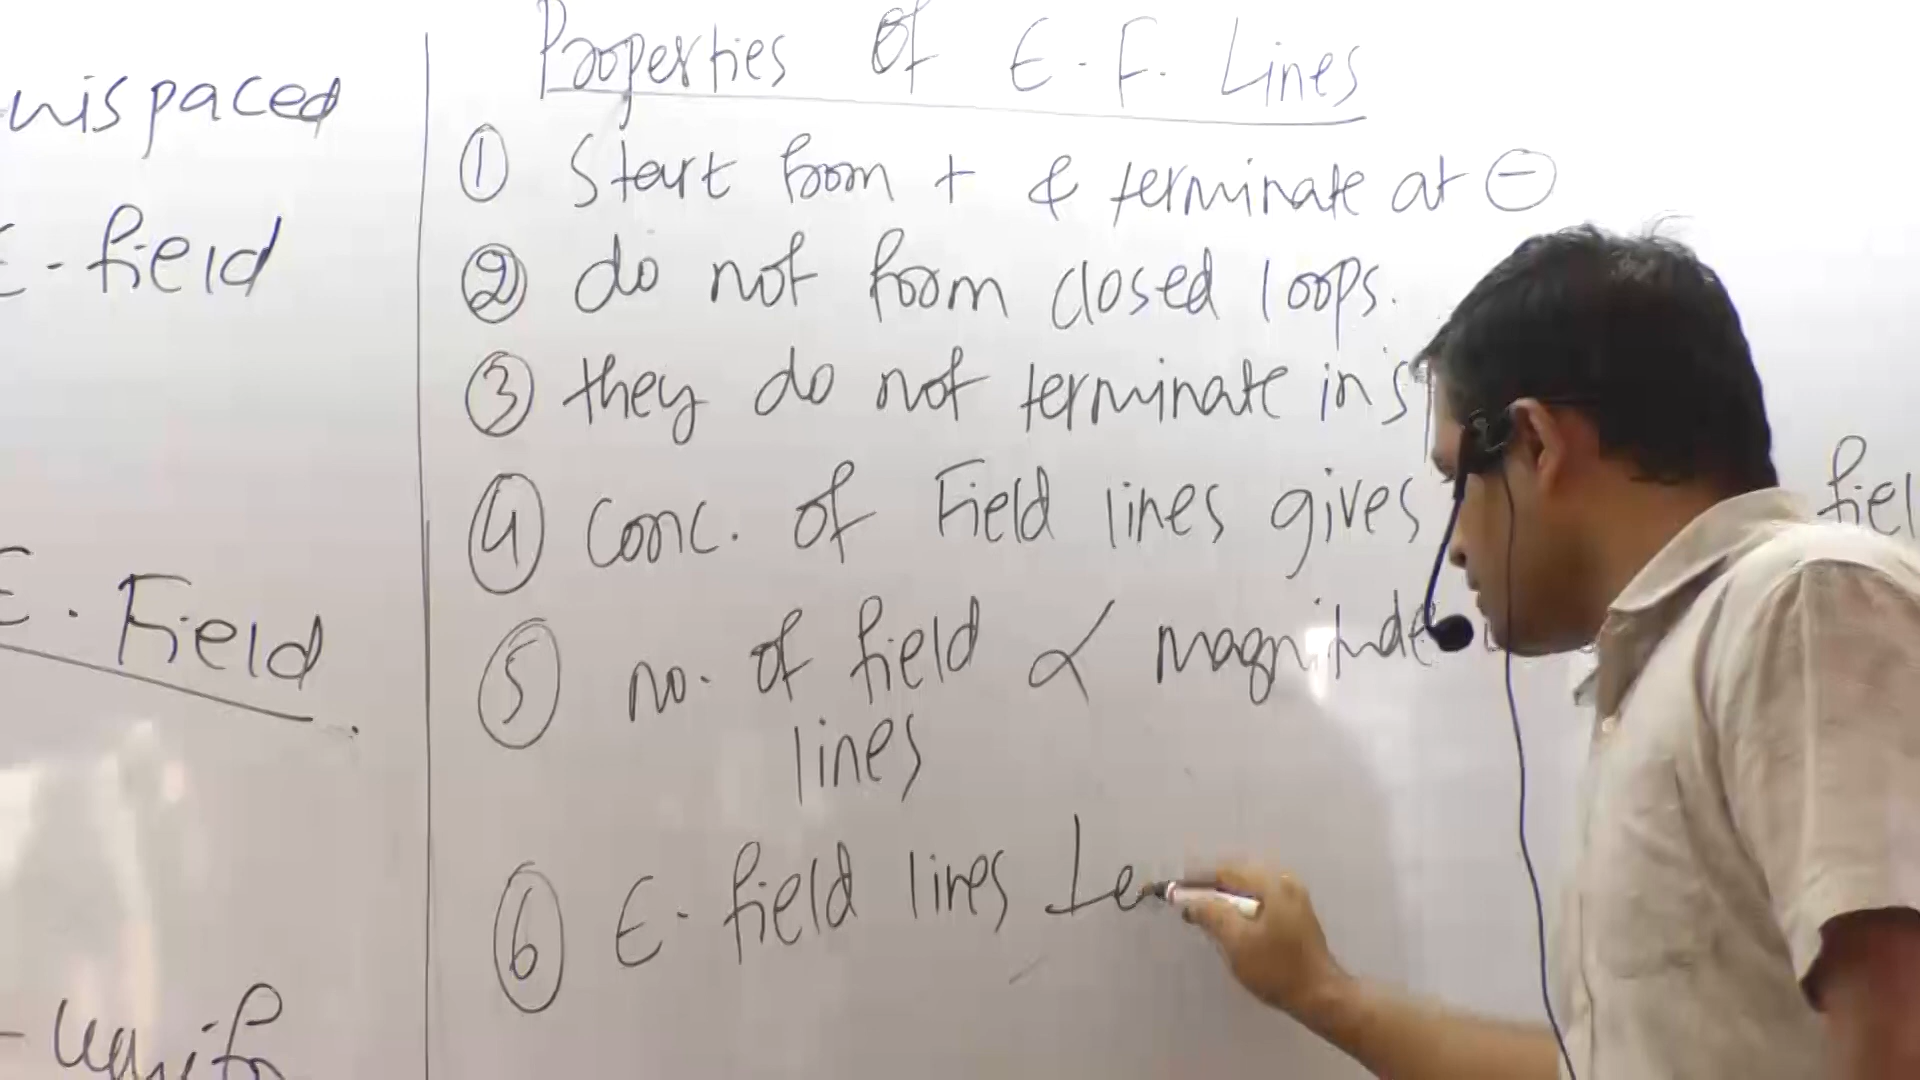 nispaced
E-field
E. Field
Properties of E.F. Lines
① Start from + & terminate at ⊖
② do not form closed loops.
③ they do not terminate in
④ conc. of Field lines gives
⑤ no. of field ∝ magnitude
lines
⑥ E. field lines ⊥e